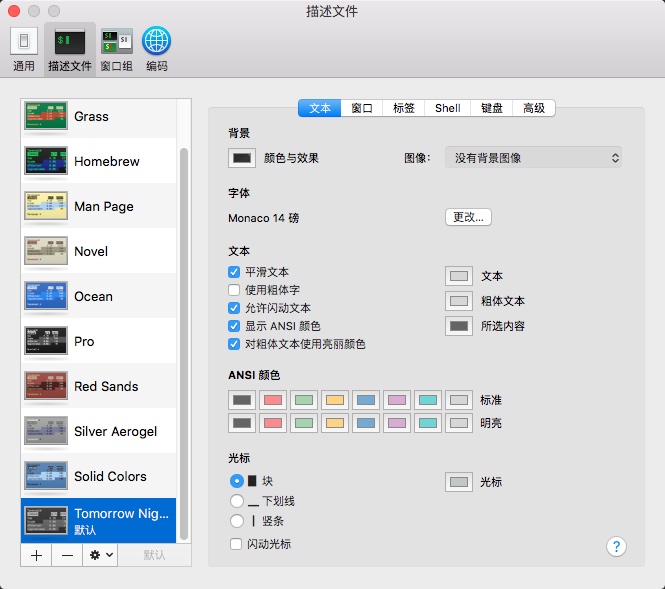 描述文件
通用
描述文件
窗口组
编码
Grass
Homebrew
Man Page
Novel
Ocean
Pro
Red Sands
Silver Aerogel
Solid Colors
Tomorrow Nig...
默认
默认
文本
窗口
标签
Shell
键盘
高级
背景
颜色与效果
图像:
没有背景图像
字体
Monaco 14 磅
更改...
文本
平滑文本
使用粗体字
允许闪动文本
显示 ANSI 颜色
对粗体文本使用亮丽颜色
文本
粗体文本
所选内容
ANSI 颜色
标准
明亮
光标
块
下划线
竖条
闪动光标
光标
?